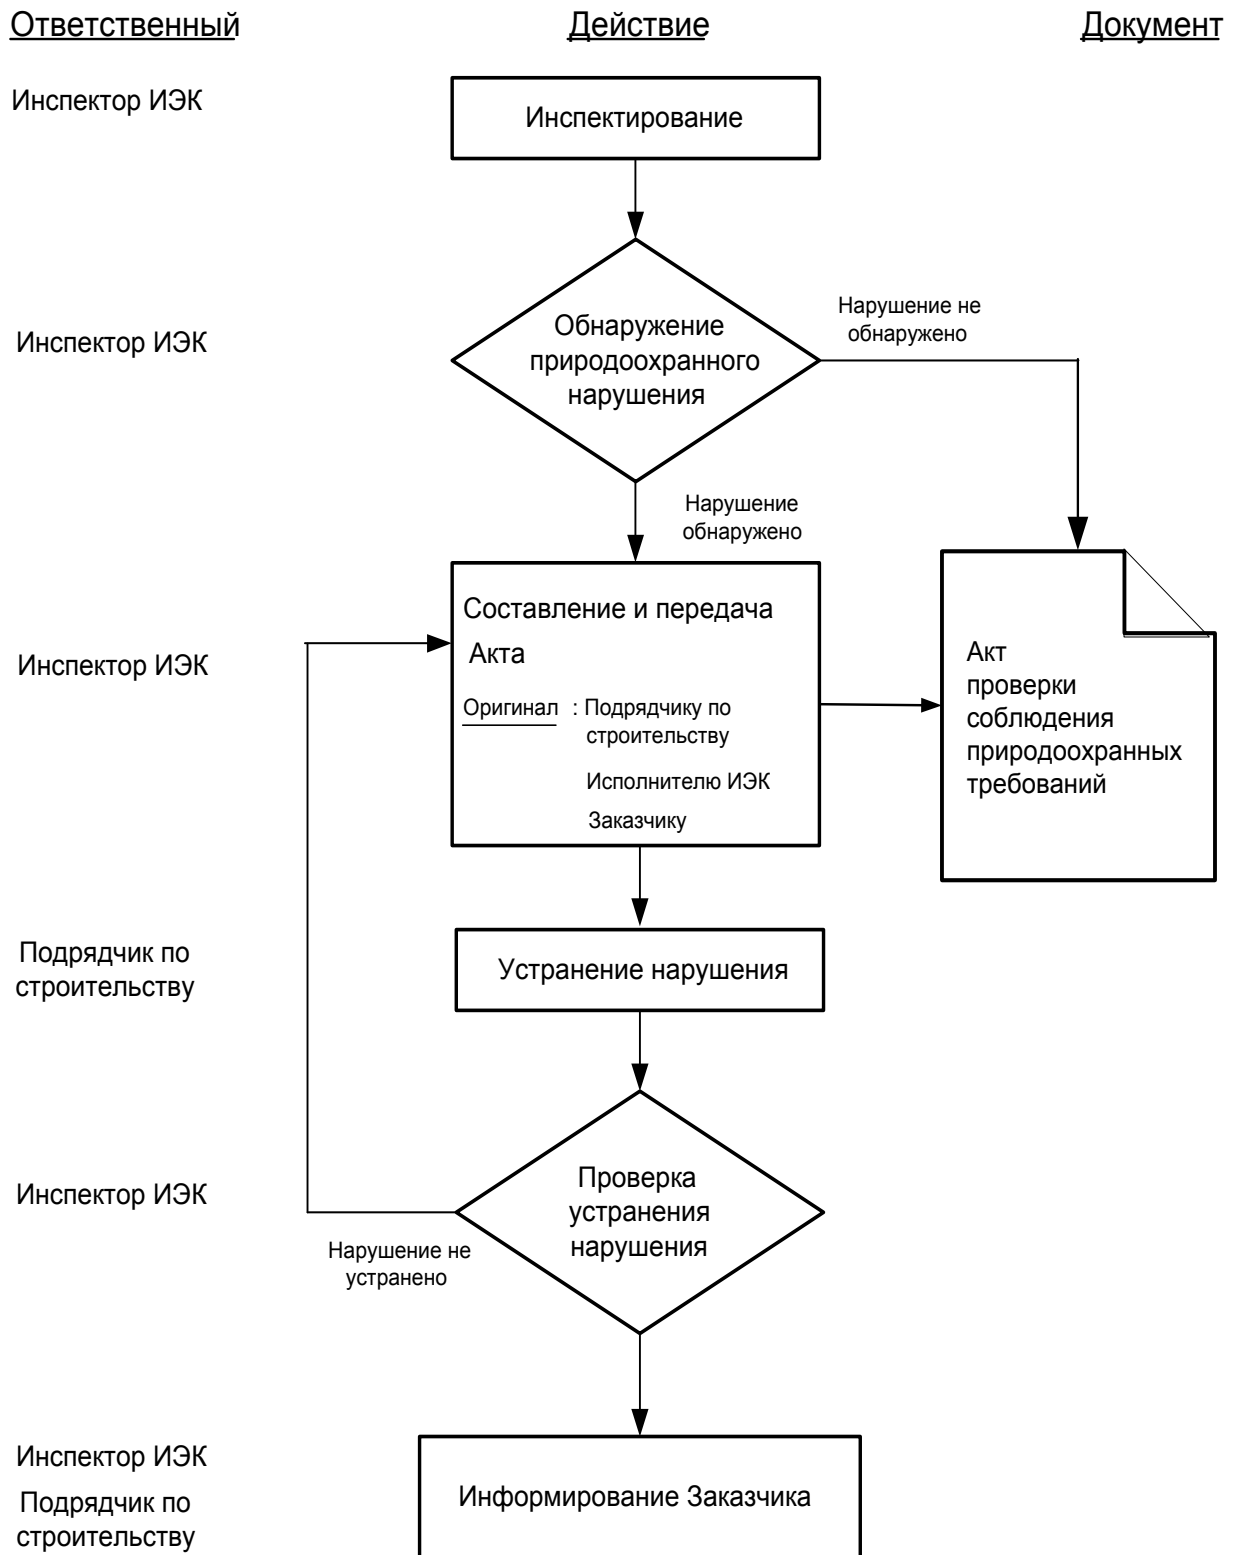 Ответственный
Действие
Документ
Инспектор ИЭК
Инспектирование
Инспектор ИЭК
Обнаружение
природоохранного
нарушения
Нарушение не
обнаружено
Нарушение
обнаружено
Инспектор ИЭК
Составление и передача
Акта
Оригинал : Подрядчику по
строительству
Исполнителю ИЭК
Заказчику
Акт
проверки
соблюдения
природоохранных
требований
Подрядчик по
строительству
Устранение нарушения
Инспектор ИЭК
Проверка
устранения
нарушения
Нарушение не
устранено
Инспектор ИЭК
Подрядчик по
строительству
Информирование Заказчика